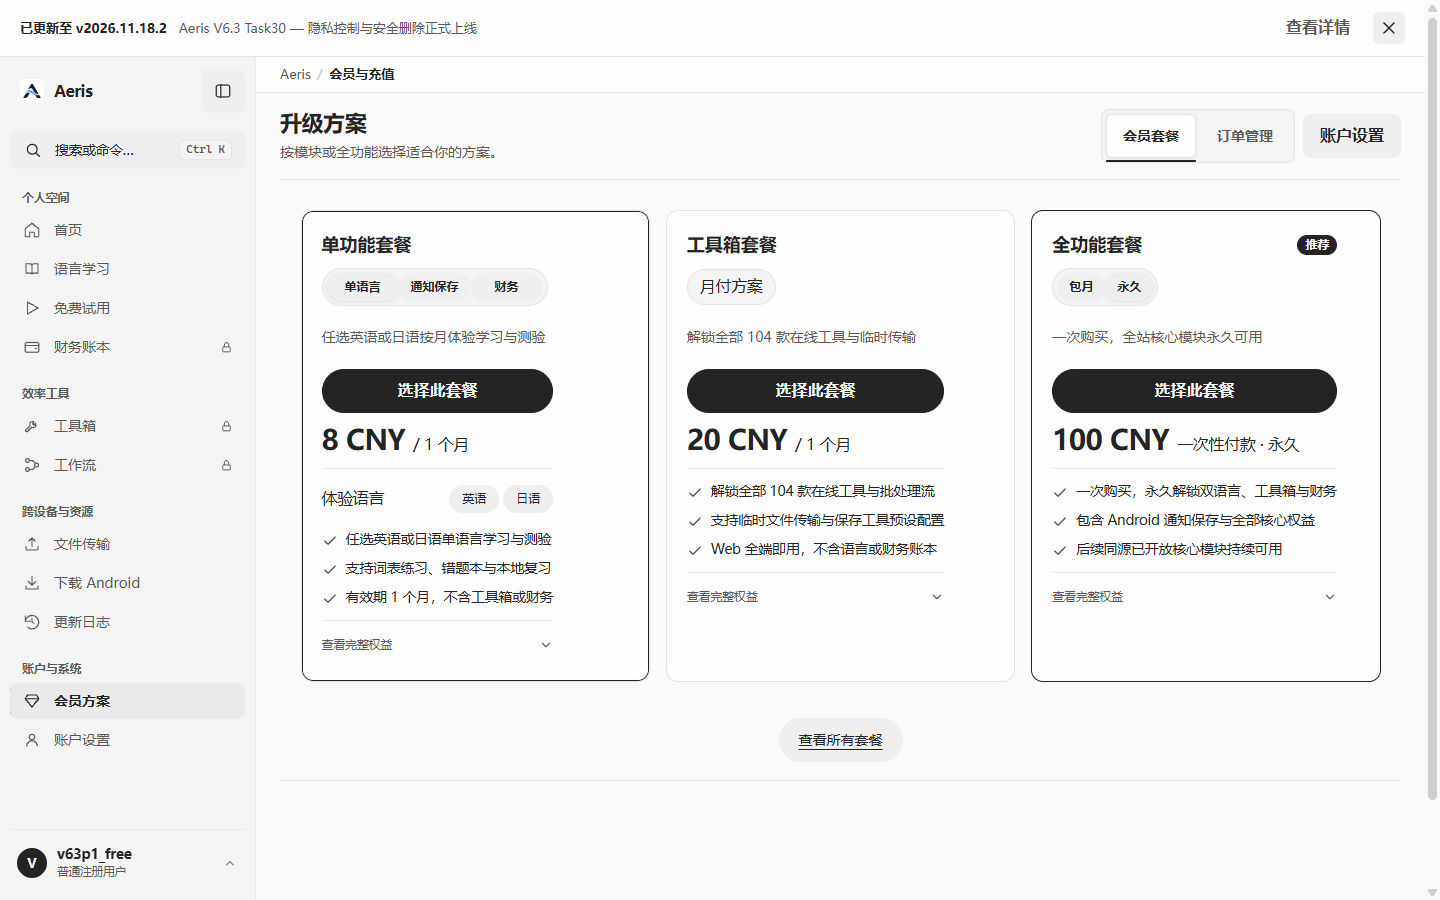 已更新至 v2026.11.18.2 Aeris V6.3 Task30 — 隐私控制与安全删除正式上线 查看详情
Aeris
搜索或命令... Ctrl K
个人空间
首页
语言学习
免费试用
财务账本
效率工具
工具箱
工作流
跨设备与资源
文件传输
下载 Android
更新日志
账户与系统
会员方案
账户设置
V
v63p1_free
普通注册用户
Aeris / 会员与充值
升级方案
按模块或全功能选择适合你的方案。
会员套餐 订单管理 账户设置
单功能套餐
单语言 通知保存 财务
任选英语或日语按月体验学习与测验
选择此套餐
8 CNY / 1 个月
体验语言 英语 日语
任选英语或日语单语言学习与测验
支持词表练习、错题本与本地复习
有效期 1 个月，不含工具箱或财务
查看完整权益
工具箱套餐
月付方案
解锁全部 104 款在线工具与临时传输
选择此套餐
20 CNY / 1 个月
解锁全部 104 款在线工具与批处理流
支持临时文件传输与保存工具预设配置
Web 全端即用，不含语言或财务账本
查看完整权益
全功能套餐 推荐
包月 永久
一次购买，全站核心模块永久可用
选择此套餐
100 CNY 一次性付款 · 永久
一次购买，永久解锁双语言、工具箱与财务
包含 Android 通知保存与全部核心权益
后续同源已开放核心模块持续可用
查看完整权益
查看所有套餐